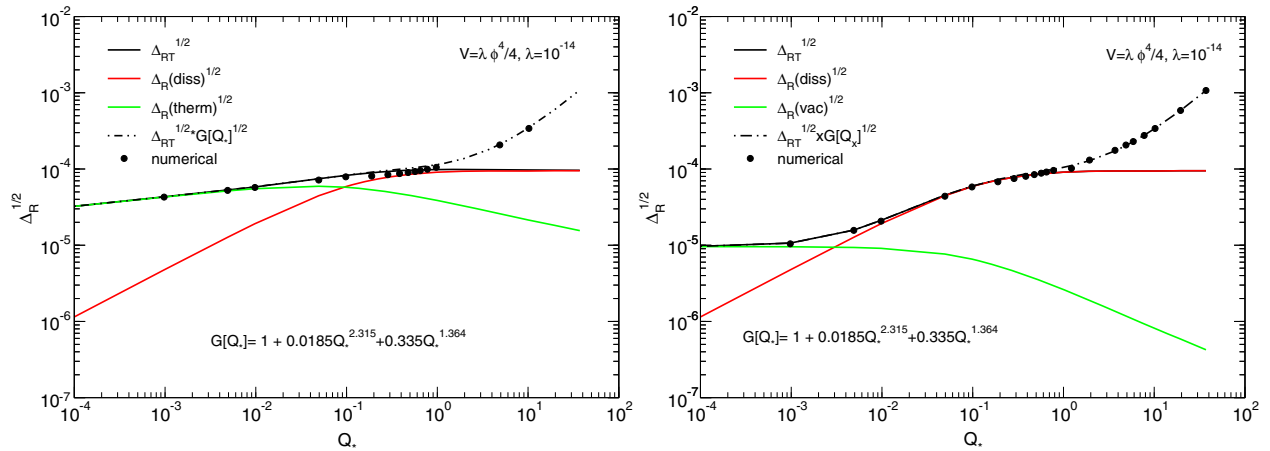 10^-2
10^-3
10^-4
10^-5
10^-6
10^-7
Δ_R^1/2
Δ_RT^1/2
Δ_R(diss)^1/2
Δ_R(therm)^1/2
Δ_RT^1/2*G[Q_*]^1/2
numerical
V=λ φ^4/4, λ=10^-14
G[Q_*]= 1 + 0.0185Q_*^2.315+0.335Q_*^1.364
10^-4 10^-3 10^-2 10^-1 10^0 10^1 10^2
Q_*
10^-2
10^-3
10^-4
10^-5
10^-6
10^-7
Δ_R^1/2
Δ_RT^1/2
Δ_R(diss)^1/2
Δ_R(vac)^1/2
Δ_RT^1/2xG[Q_x]^1/2
numerical
V=λ φ^4/4, λ=10^-14
G[Q_*]= 1 + 0.0185Q_*^2.315+0.335Q_*^1.364
10^-4 10^-3 10^-2 10^-1 10^0 10^1 10^2
Q_*